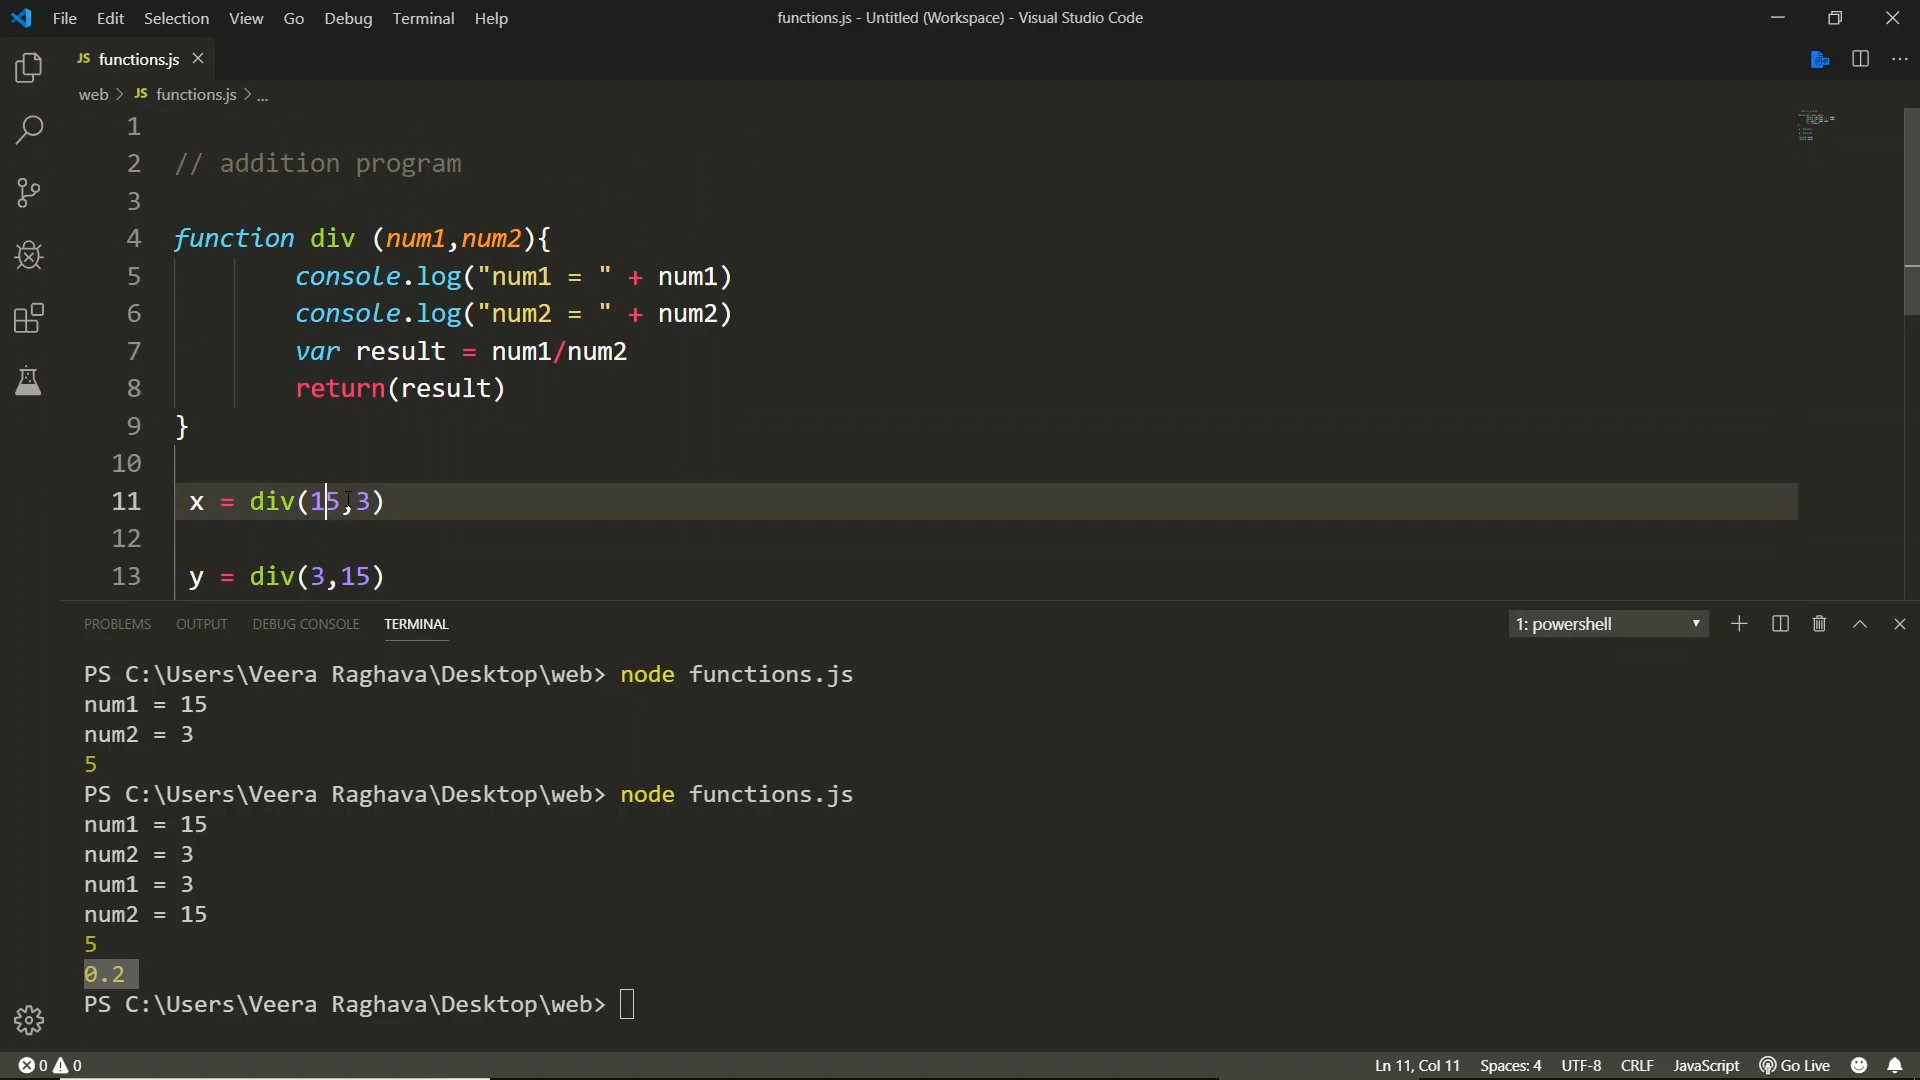 File Edit Selection View Go Debug Terminal Help functions.js - Untitled (Workspace) - Visual Studio Code
JS functions.js
web > JS functions.js > ...
1
2 // addition program
3
4 function div (num1,num2){
5 console.log("num1 = " + num1)
6 console.log("num2 = " + num2)
7 var result = num1/num2
8 return(result)
9 }
10
11 x = div(15,3)
12
13 y = div(3,15)
PROBLEMS OUTPUT DEBUG CONSOLE TERMINAL 1: powershell
PS C:\Users\Veera Raghava\Desktop\web> node functions.js
num1 = 15
num2 = 3
5
PS C:\Users\Veera Raghava\Desktop\web> node functions.js
num1 = 15
num2 = 3
num1 = 3
num2 = 15
5
0.2
PS C:\Users\Veera Raghava\Desktop\web>
0 0 Ln 11, Col 11 Spaces: 4 UTF-8 CRLF JavaScript Go Live